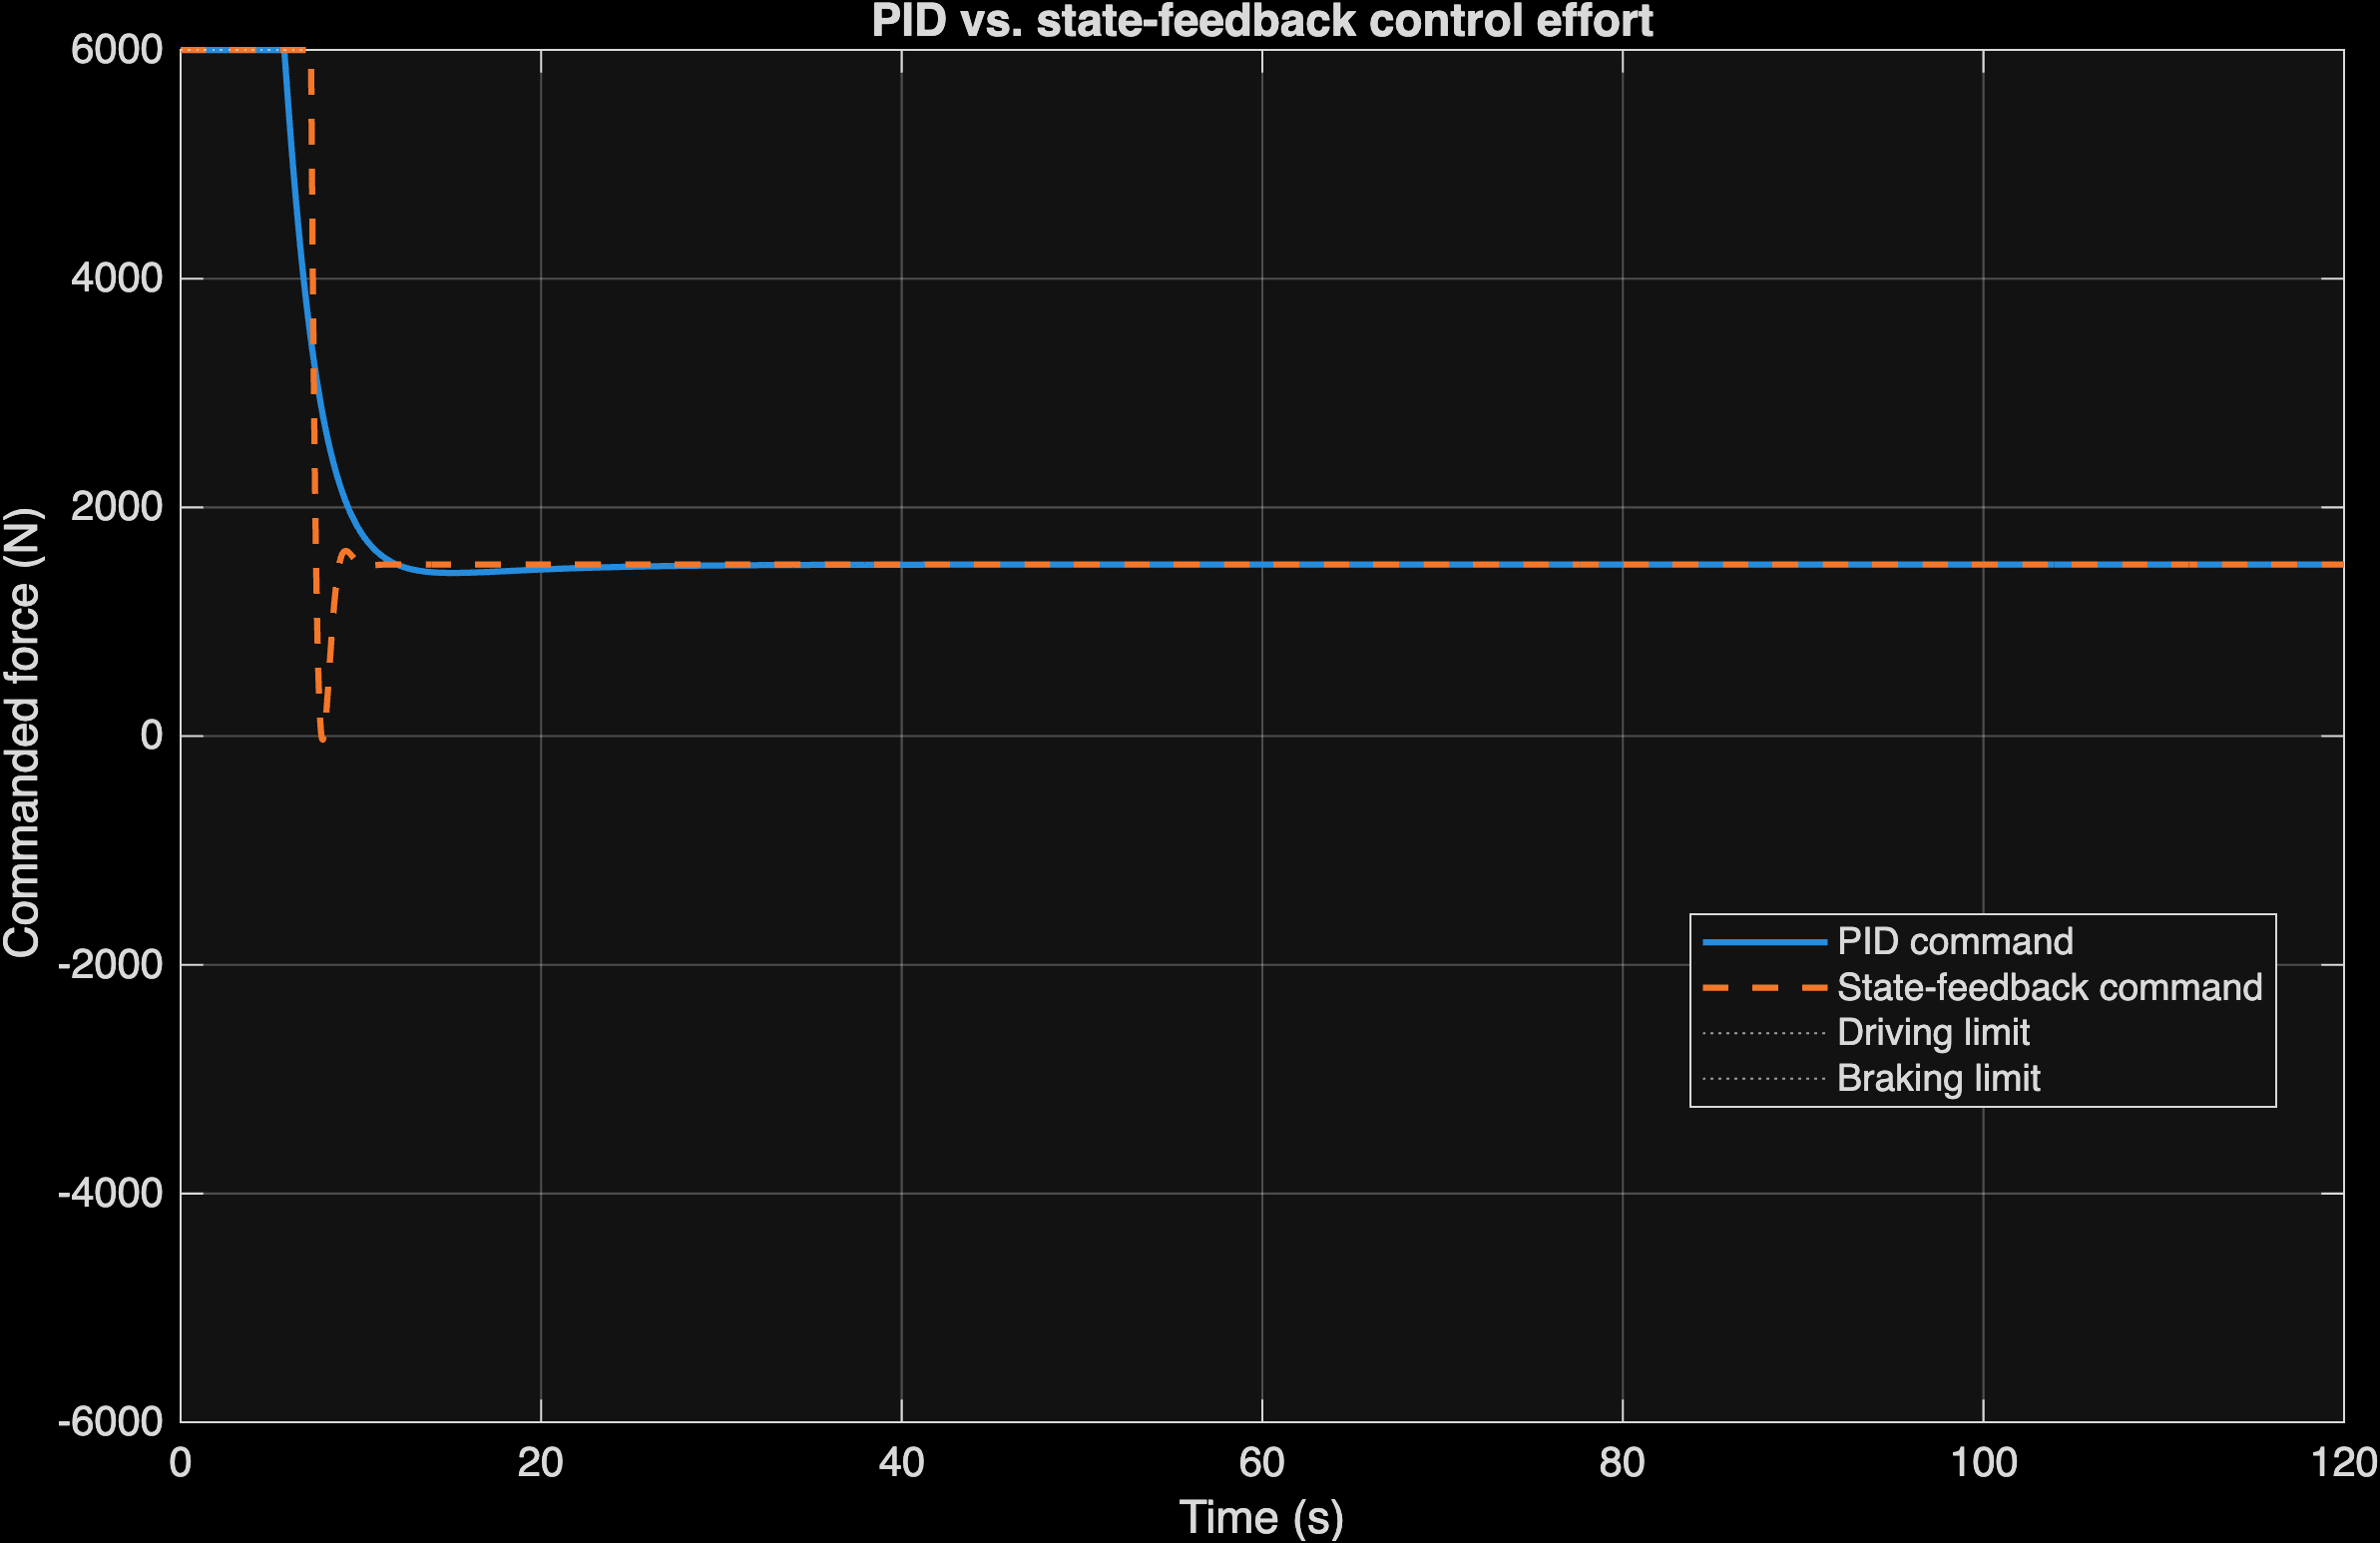 PID vs. state-feedback control effort
6000
4000
2000
0
-2000
-4000
-6000
Commanded force (N)
PID command
State-feedback command
Driving limit
Braking limit
0 20 40 60 80 100 120
Time (s)